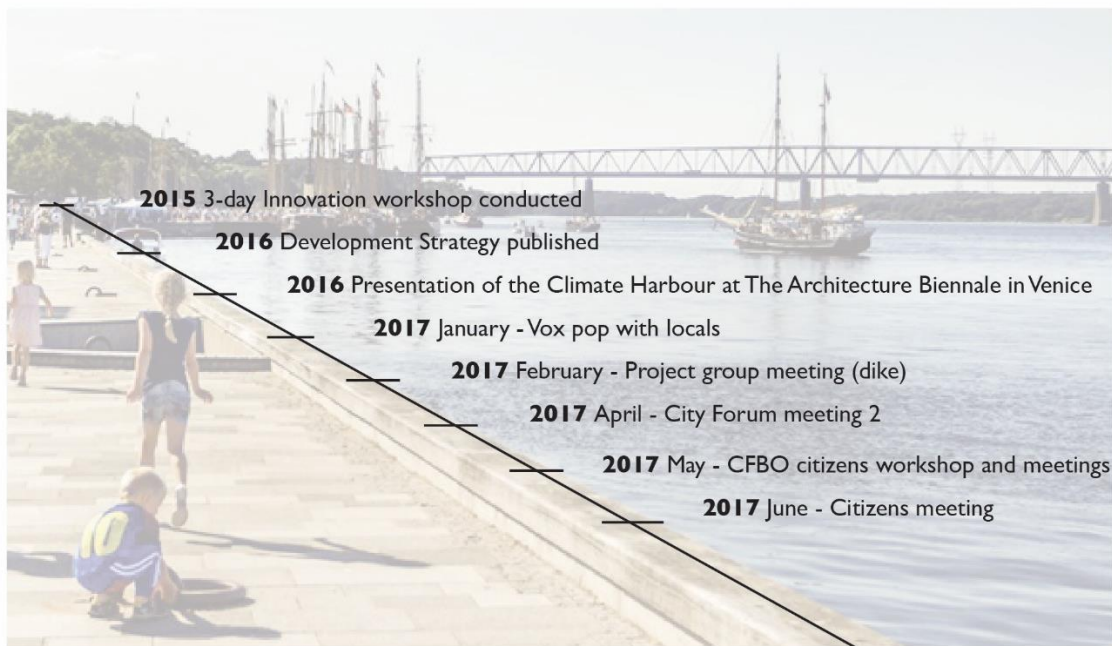 2015 3-day Innovation workshop conducted
2016 Development Strategy published
2016 Presentation of the Climate Harbour at The Architecture Biennale in Venice
2017 January - Vox pop with locals
2017 February - Project group meeting (dike)
2017 April - City Forum meeting 2
2017 May - CFBO citizens workshop and meetings
2017 June - Citizens meeting
10